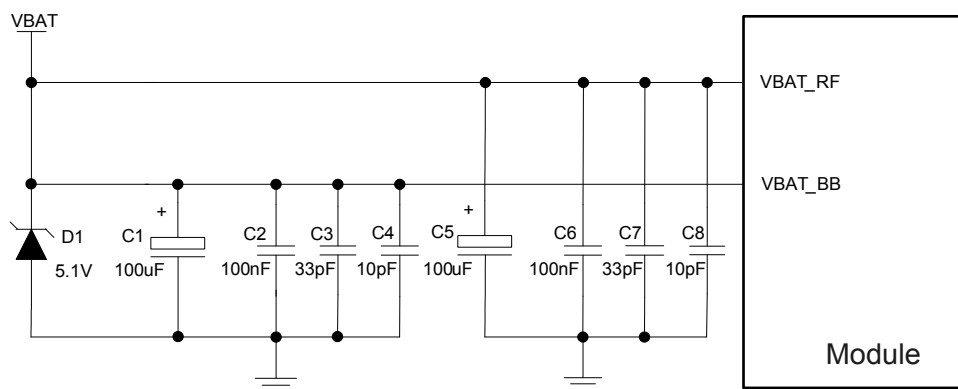 VBAT
VBAT_RF
VBAT_BB
+
+
D1
C1
C2
C3
C4
C5
C6
C7
C8
5.1V
100uF
100nF
33pF
10pF
100uF
100nF
33pF
10pF
Module